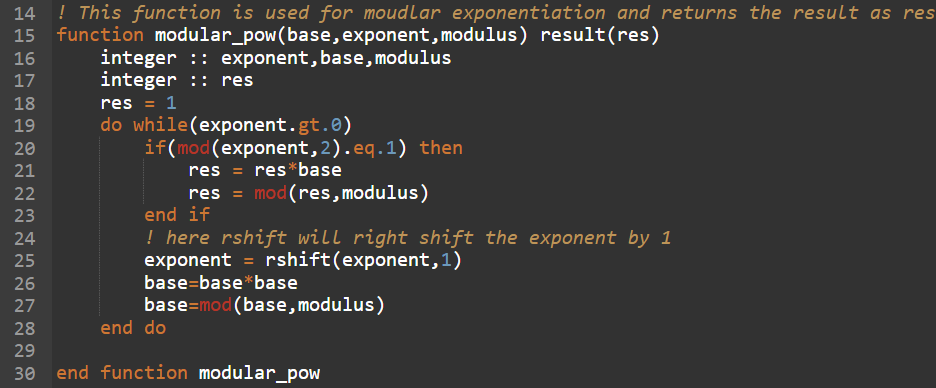 14 ! This function is used for moudlar exponentiation and returns the result as res
15 function modular_pow(base,exponent,modulus) result(res)
16     integer :: exponent,base,modulus
17     integer :: res
18     res = 1
19     do while(exponent.gt.0)
20         if(mod(exponent,2).eq.1) then
21             res = res*base
22             res = mod(res,modulus)
23         end if
24         ! here rshift will right shift the exponent by 1
25         exponent = rshift(exponent,1)
26         base=base*base
27         base=mod(base,modulus)
28     end do
29
30 end function modular_pow